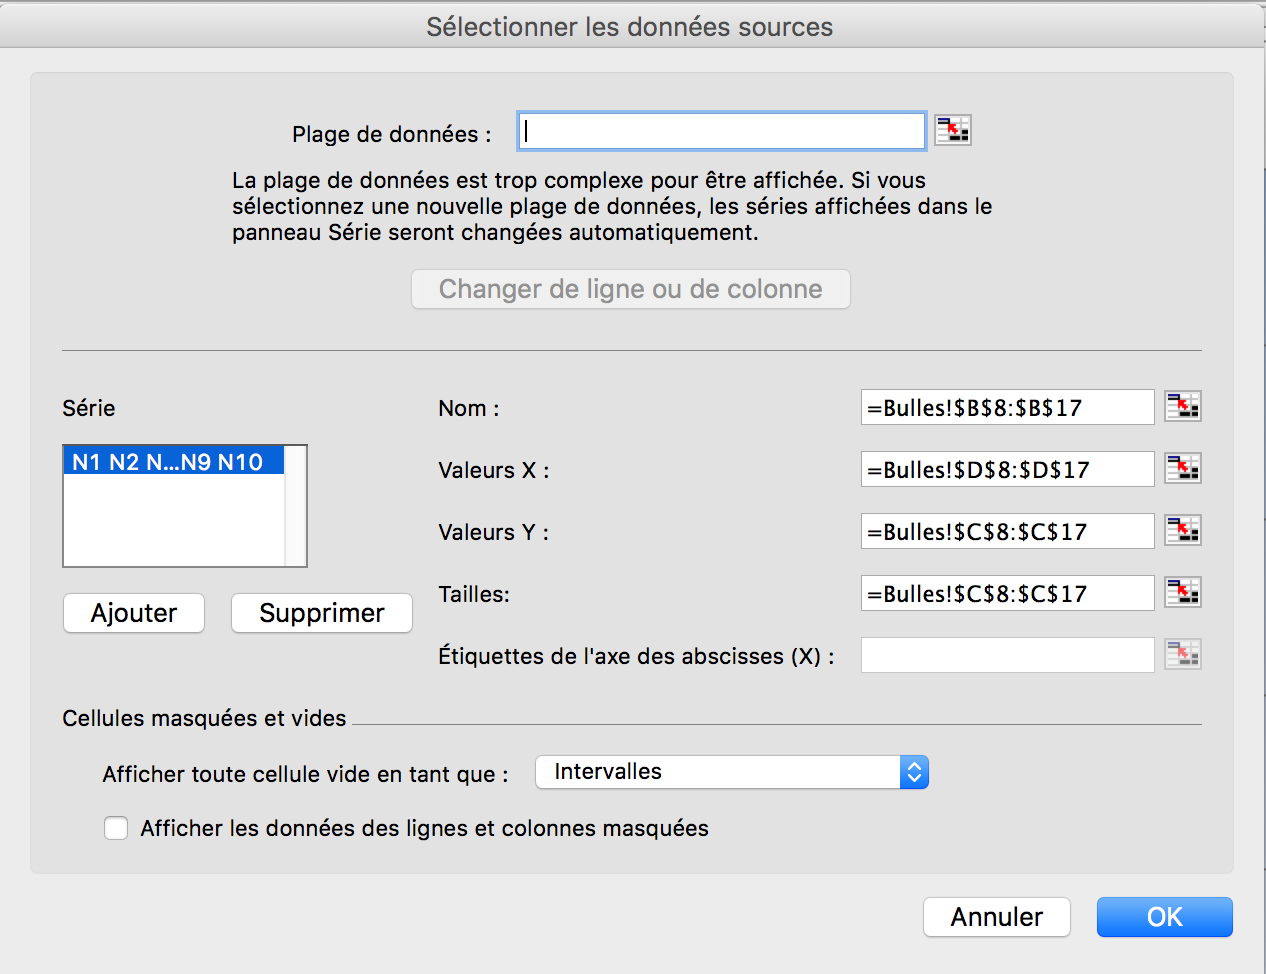 Sélectionner les données sources
Plage de données :
La plage de données est trop complexe pour être affichée. Si vous
sélectionnez une nouvelle plage de données, les séries affichées dans le
panneau Série seront changées automatiquement.
Changer de ligne ou de colonne
Série
N1 N2 N...N9 N10
Ajouter
Supprimer
Nom :
=Bulles!$B$8:$B$17
Valeurs X :
=Bulles!$D$8:$D$17
Valeurs Y :
=Bulles!$C$8:$C$17
Tailles:
=Bulles!$C$8:$C$17
Étiquettes de l'axe des abscisses (X) :
Cellules masquées et vides
Afficher toute cellule vide en tant que :
Intervalles
Afficher les données des lignes et colonnes masquées
Annuler
OK